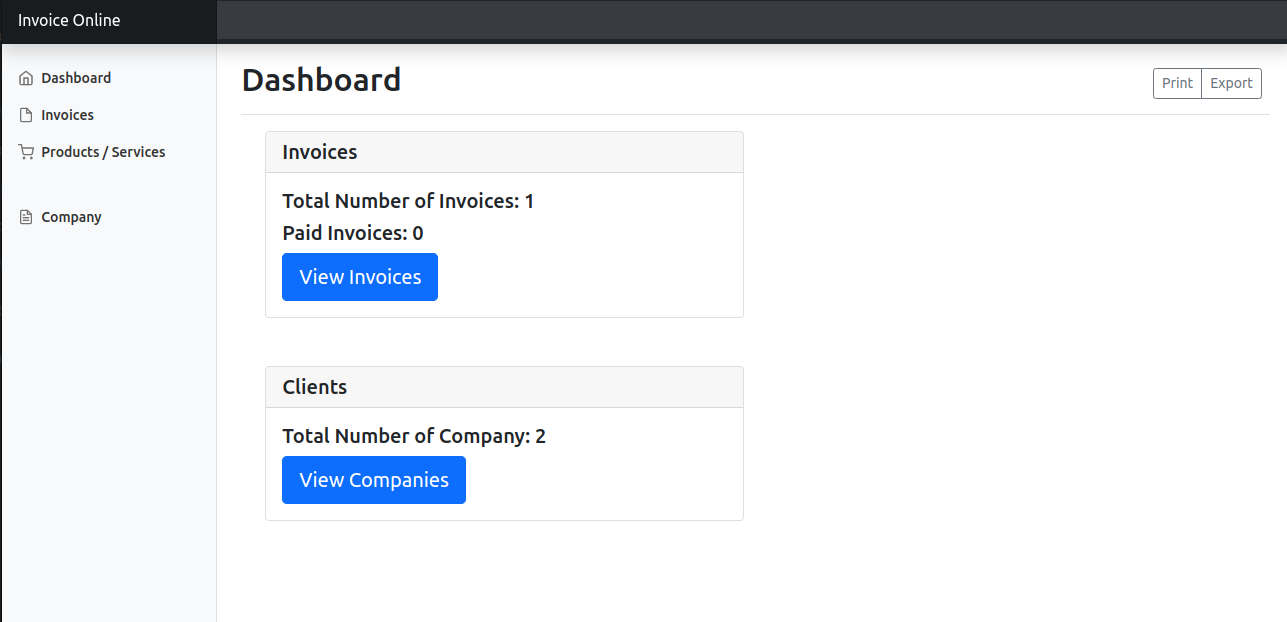 Invoice Online
Dashboard
Invoices
Products / Services
Company
Dashboard
Print Export
Invoices
Total Number of Invoices: 1
Paid Invoices: 0
View Invoices
Clients
Total Number of Company: 2
View Companies